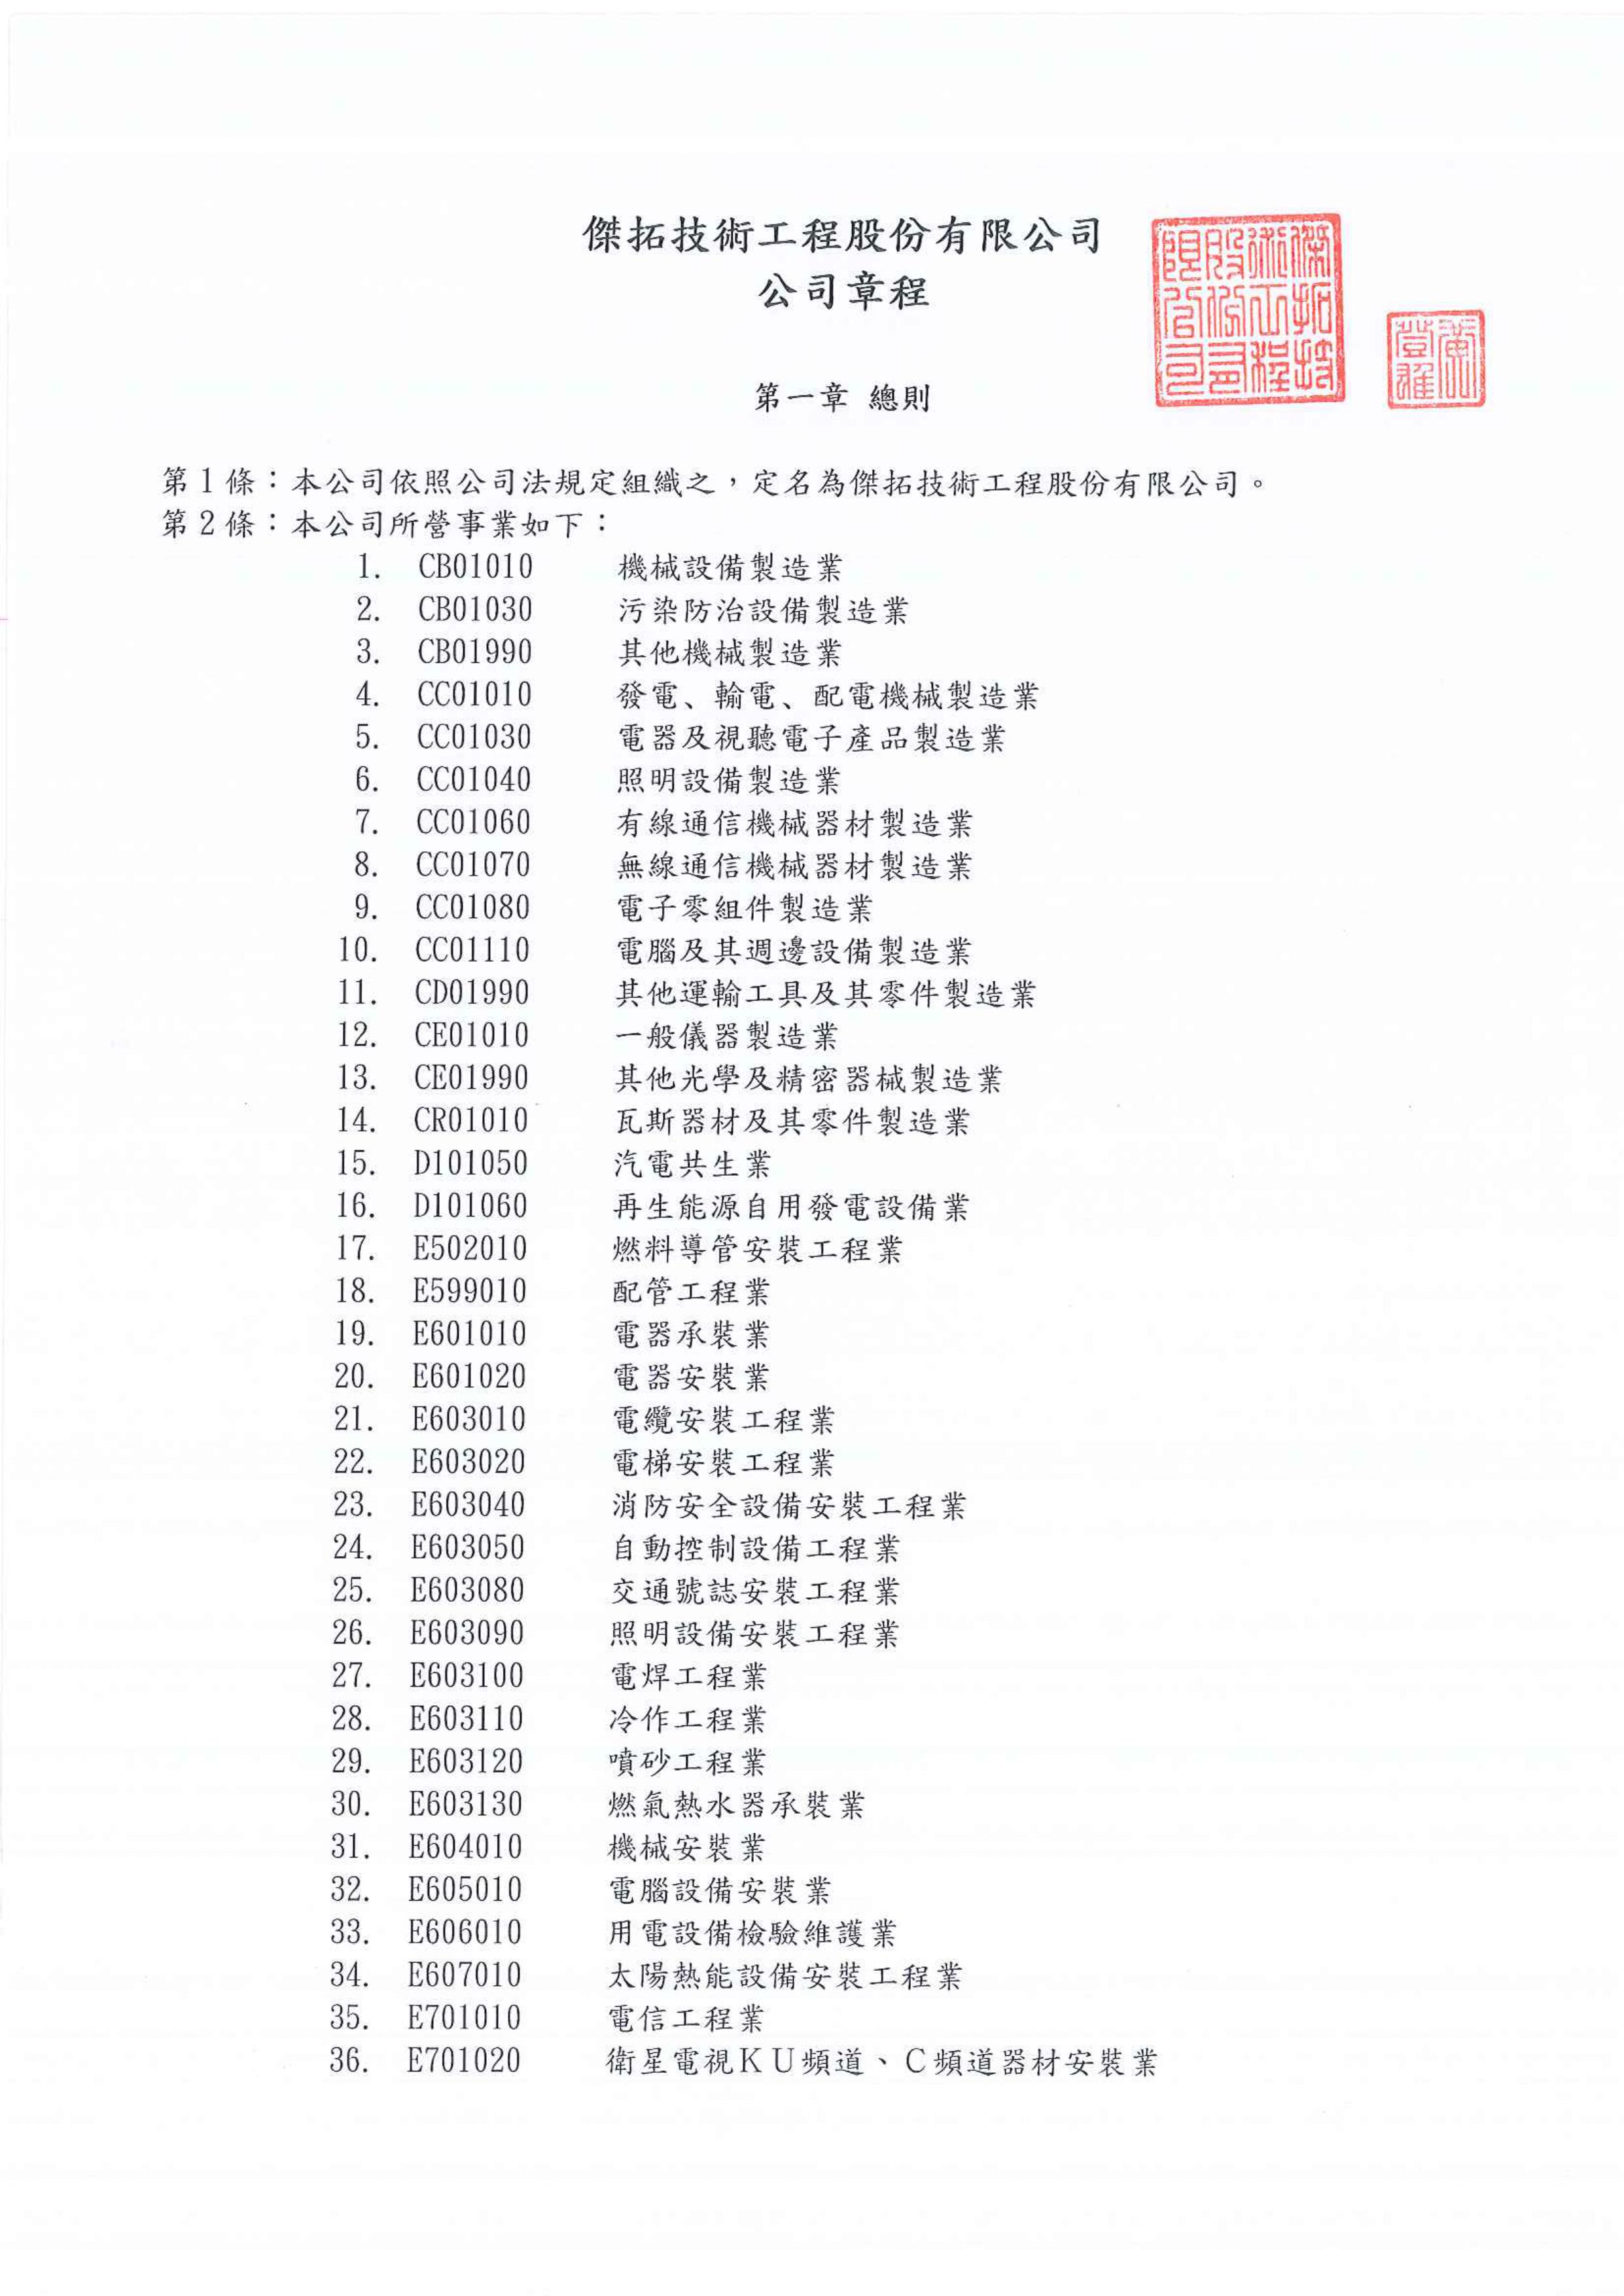 傑拓技術工程股份有限公司
公司章程
傑拓技術工程股份有限公司
第一章 總則
第1條：本公司依照公司法規定組織之，定名為傑拓技術工程股份有限公司。
第2條：本公司所營事業如下：
1. CB01010 機械設備製造業
2. CB01030 污染防治設備製造業
3. CB01990 其他機械製造業
4. CC01010 發電、輸電、配電機械製造業
5. CC01030 電器及視聽電子產品製造業
6. CC01040 照明設備製造業
7. CC01060 有線通信機械器材製造業
8. CC01070 無線通信機械器材製造業
9. CC01080 電子零組件製造業
10. CC01110 電腦及其週邊設備製造業
11. CD01990 其他運輸工具及其零件製造業
12. CE01010 一般儀器製造業
13. CE01990 其他光學及精密器械製造業
14. CR01010 瓦斯器材及其零件製造業
15. D101050 汽電共生業
16. D101060 再生能源自用發電設備業
17. E502010 燃料導管安裝工程業
18. E599010 配管工程業
19. E601010 電器承裝業
20. E601020 電器安裝業
21. E603010 電纜安裝工程業
22. E603020 電梯安裝工程業
23. E603040 消防安全設備安裝工程業
24. E603050 自動控制設備工程業
25. E603080 交通號誌安裝工程業
26. E603090 照明設備安裝工程業
27. E603100 電焊工程業
28. E603110 冷作工程業
29. E603120 噴砂工程業
30. E603130 燃氣熱水器承裝業
31. E604010 機械安裝業
32. E605010 電腦設備安裝業
33. E606010 用電設備檢驗維護業
34. E607010 太陽熱能設備安裝工程業
35. E701010 電信工程業
36. E701020 衛星電視ＫＵ頻道、Ｃ頻道器材安裝業